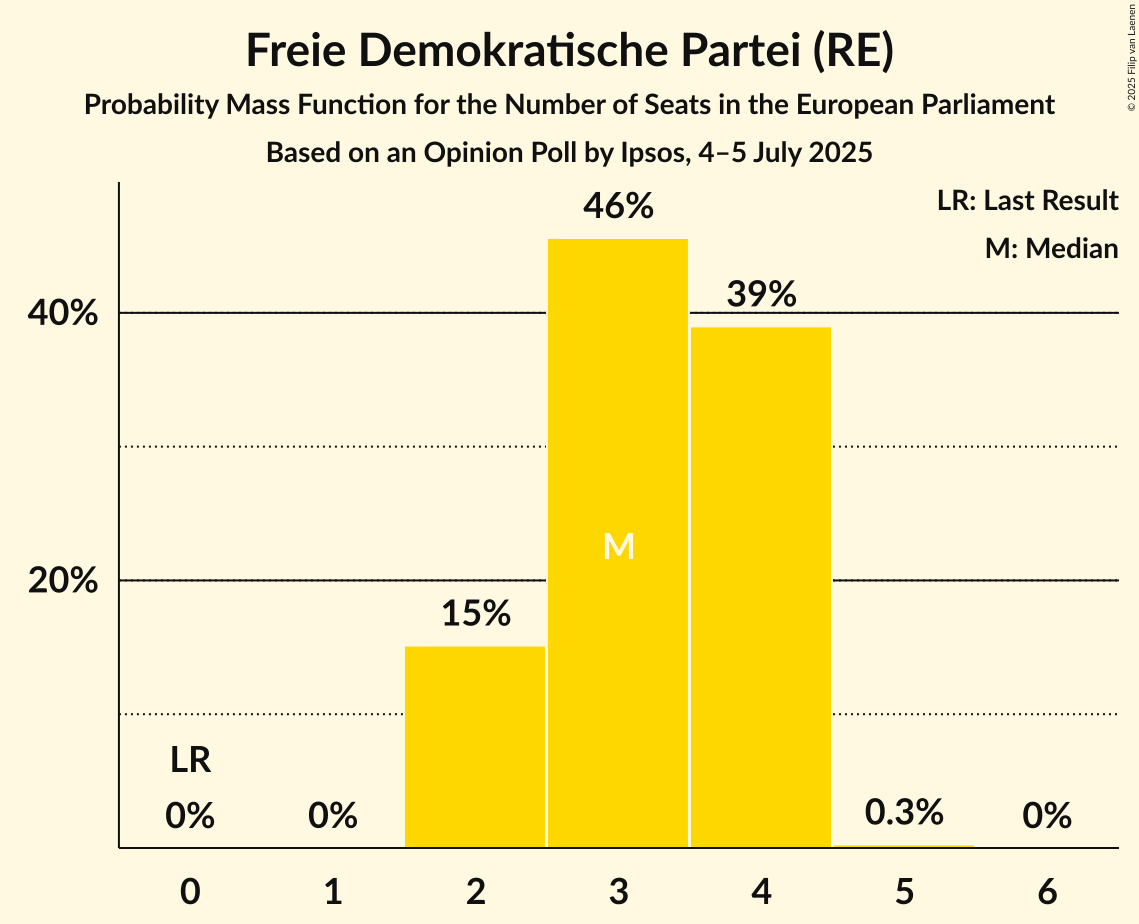 Freie Demokratische Partei (RE)
Probability Mass Function for the Number of Seats in the European Parliament
Based on an Opinion Poll by Ipsos, 4–5 July 2025
© 2025 Filip van Laenen
LR: Last Result
M: Median
46%
39%
40%
M
20%
15%
LR
0%
0%
0.3%
0%
0 1 2 3 4 5 6